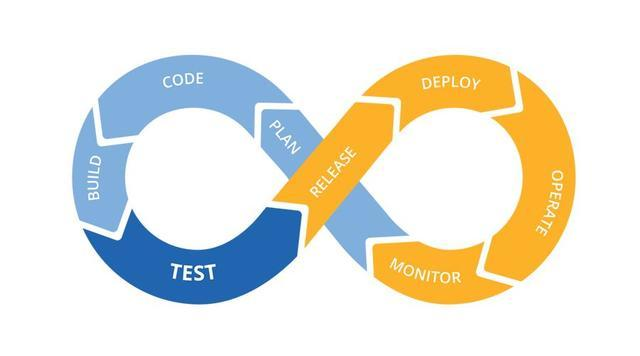 CODE
DEPLOY
PLAN
BUILD
RELEASE
OPERATE
TEST
MONITOR